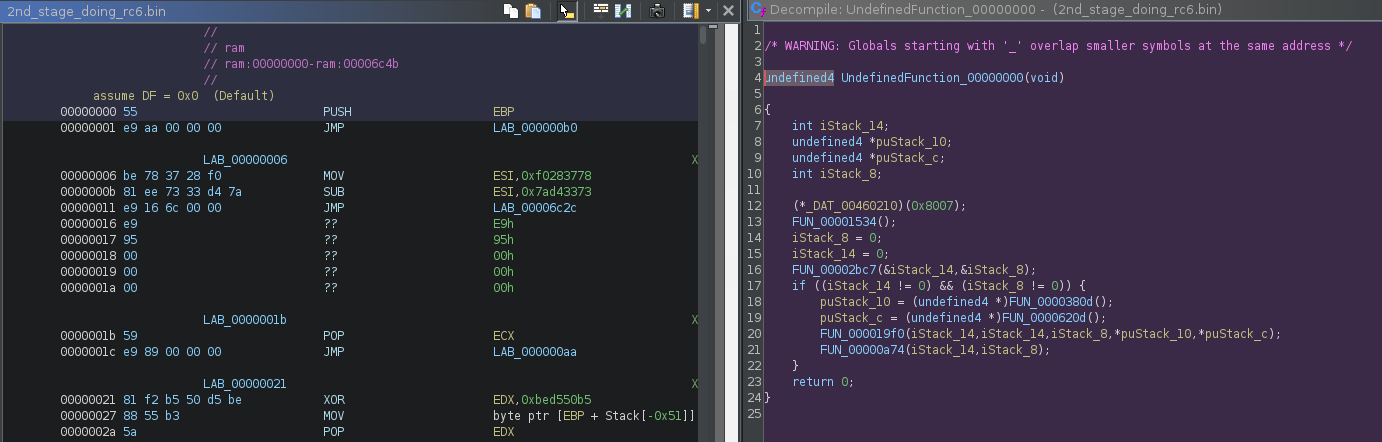 2nd_stage_doing_rc6.bin
//
// ram
// ram:00000000-ram:00006c4b
//
assume DF = 0x0  (Default)
00000000 55 PUSH EBP
00000001 e9 aa 00 00 00 JMP LAB_000000b0
LAB_00000006 X
00000006 be 78 37 28 f0 MOV ESI,0xf0283778
0000000b 81 ee 73 33 d4 7a SUB ESI,0x7ad43373
00000011 e9 16 6c 00 00 JMP LAB_00006c2c
00000016 e9 ?? E9h
00000017 95 ?? 95h
00000018 00 ?? 00h
00000019 00 ?? 00h
0000001a 00 ?? 00h
LAB_0000001b X
0000001b 59 POP ECX
0000001c e9 89 00 00 00 JMP LAB_000000aa
LAB_00000021 X
00000021 81 f2 b5 50 d5 be XOR EDX,0xbed550b5
00000027 88 55 b3 MOV byte ptr [EBP + Stack[-0x51]]
0000002a 5a POP EDX
Decompile: UndefinedFunction_00000000 - (2nd_stage_doing_rc6.bin)
1
2 /* WARNING: Globals starting with '_' overlap smaller symbols at the same address */
3
4 undefined4 UndefinedFunction_00000000(void)
5
6 {
7 int iStack_14;
8 undefined4 *puStack_10;
9 undefined4 *puStack_c;
10 int iStack_8;
11
12 (*_DAT_00460210)(0x8007);
13 FUN_00001534();
14 iStack_8 = 0;
15 iStack_14 = 0;
16 FUN_00002bc7(&iStack_14,&iStack_8);
17 if ((iStack_14 != 0) && (iStack_8 != 0)) {
18 puStack_10 = (undefined4 *)FUN_0000380d();
19 puStack_c = (undefined4 *)FUN_0000620d();
20 FUN_000019f0(iStack_14,iStack_14,iStack_8,*puStack_10,*puStack_c);
21 FUN_00000a74(iStack_14,iStack_8);
22 }
23 return 0;
24 }
25